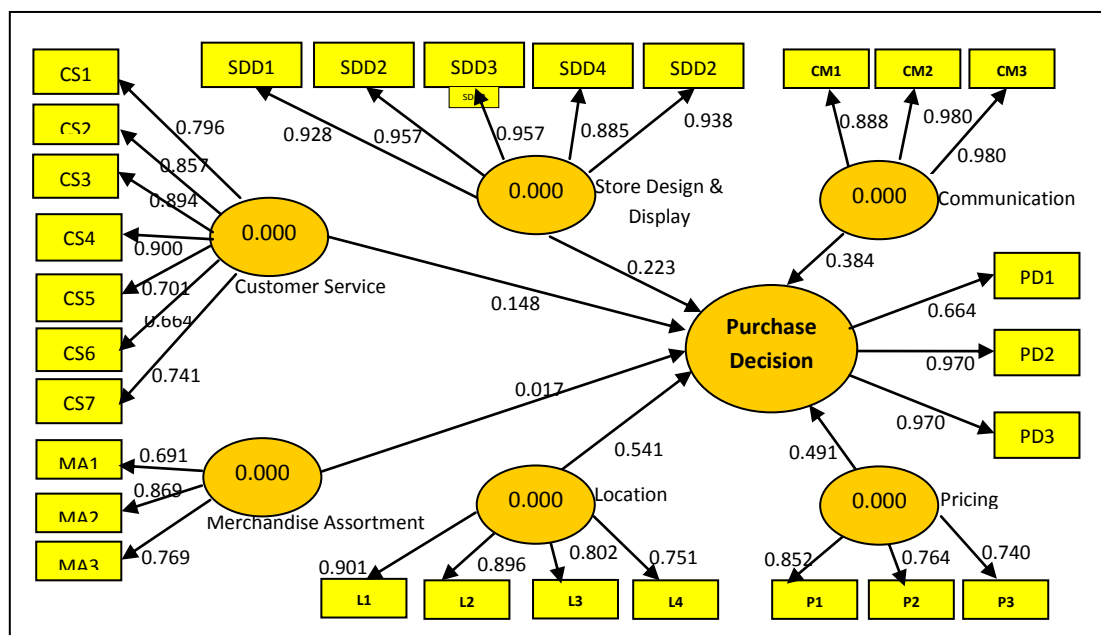 CS1
CS2
CS3
CS4
CS5
CS6
CS7
0.796
0.857
0.894
0.900
0.701
0.664
0.741
0.000
Customer Service
SDD1
SDD2
SDD3
SDD4
SDD2
0.928
0.957
0.957
0.885
0.938
0.000
Store Design &
Display
CM1
CM2
CM3
0.888
0.980
0.980
0.000
Communication
0.223
0.384
0.148
0.017
0.541
0.491
Purchase
Decision
PD1
PD2
PD3
0.664
0.970
0.970
MA1
MA2
MA3
0.691
0.869
0.769
0.000
Merchandise Assortment
0.000
Location
0.901
0.896
0.802
0.751
L1
L2
L3
L4
0.000
Pricing
0.852
0.764
0.740
P1
P2
P3